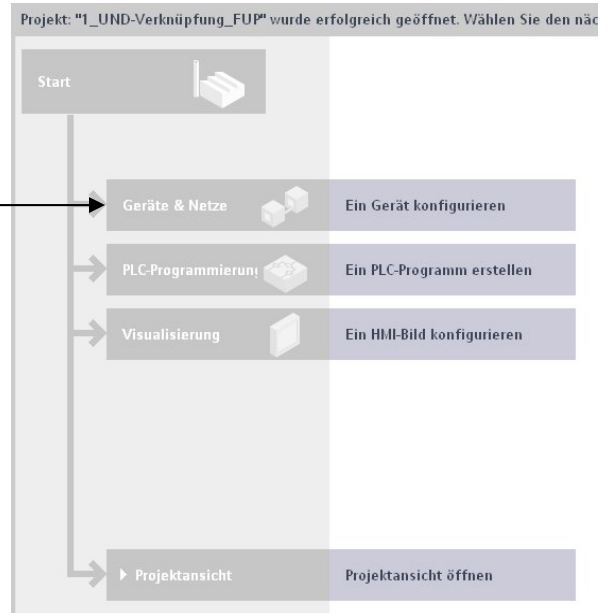 Projekt: "1_UND-Verknüpfung_FUP" wurde erfolgreich geöffnet. Wählen Sie den näc
Start
Geräte & Netze Ein Gerät konfigurieren
PLC-Programmierung Ein PLC-Programm erstellen
Visualisierung Ein HMI-Bild konfigurieren
Projektansicht Projektansicht öffnen